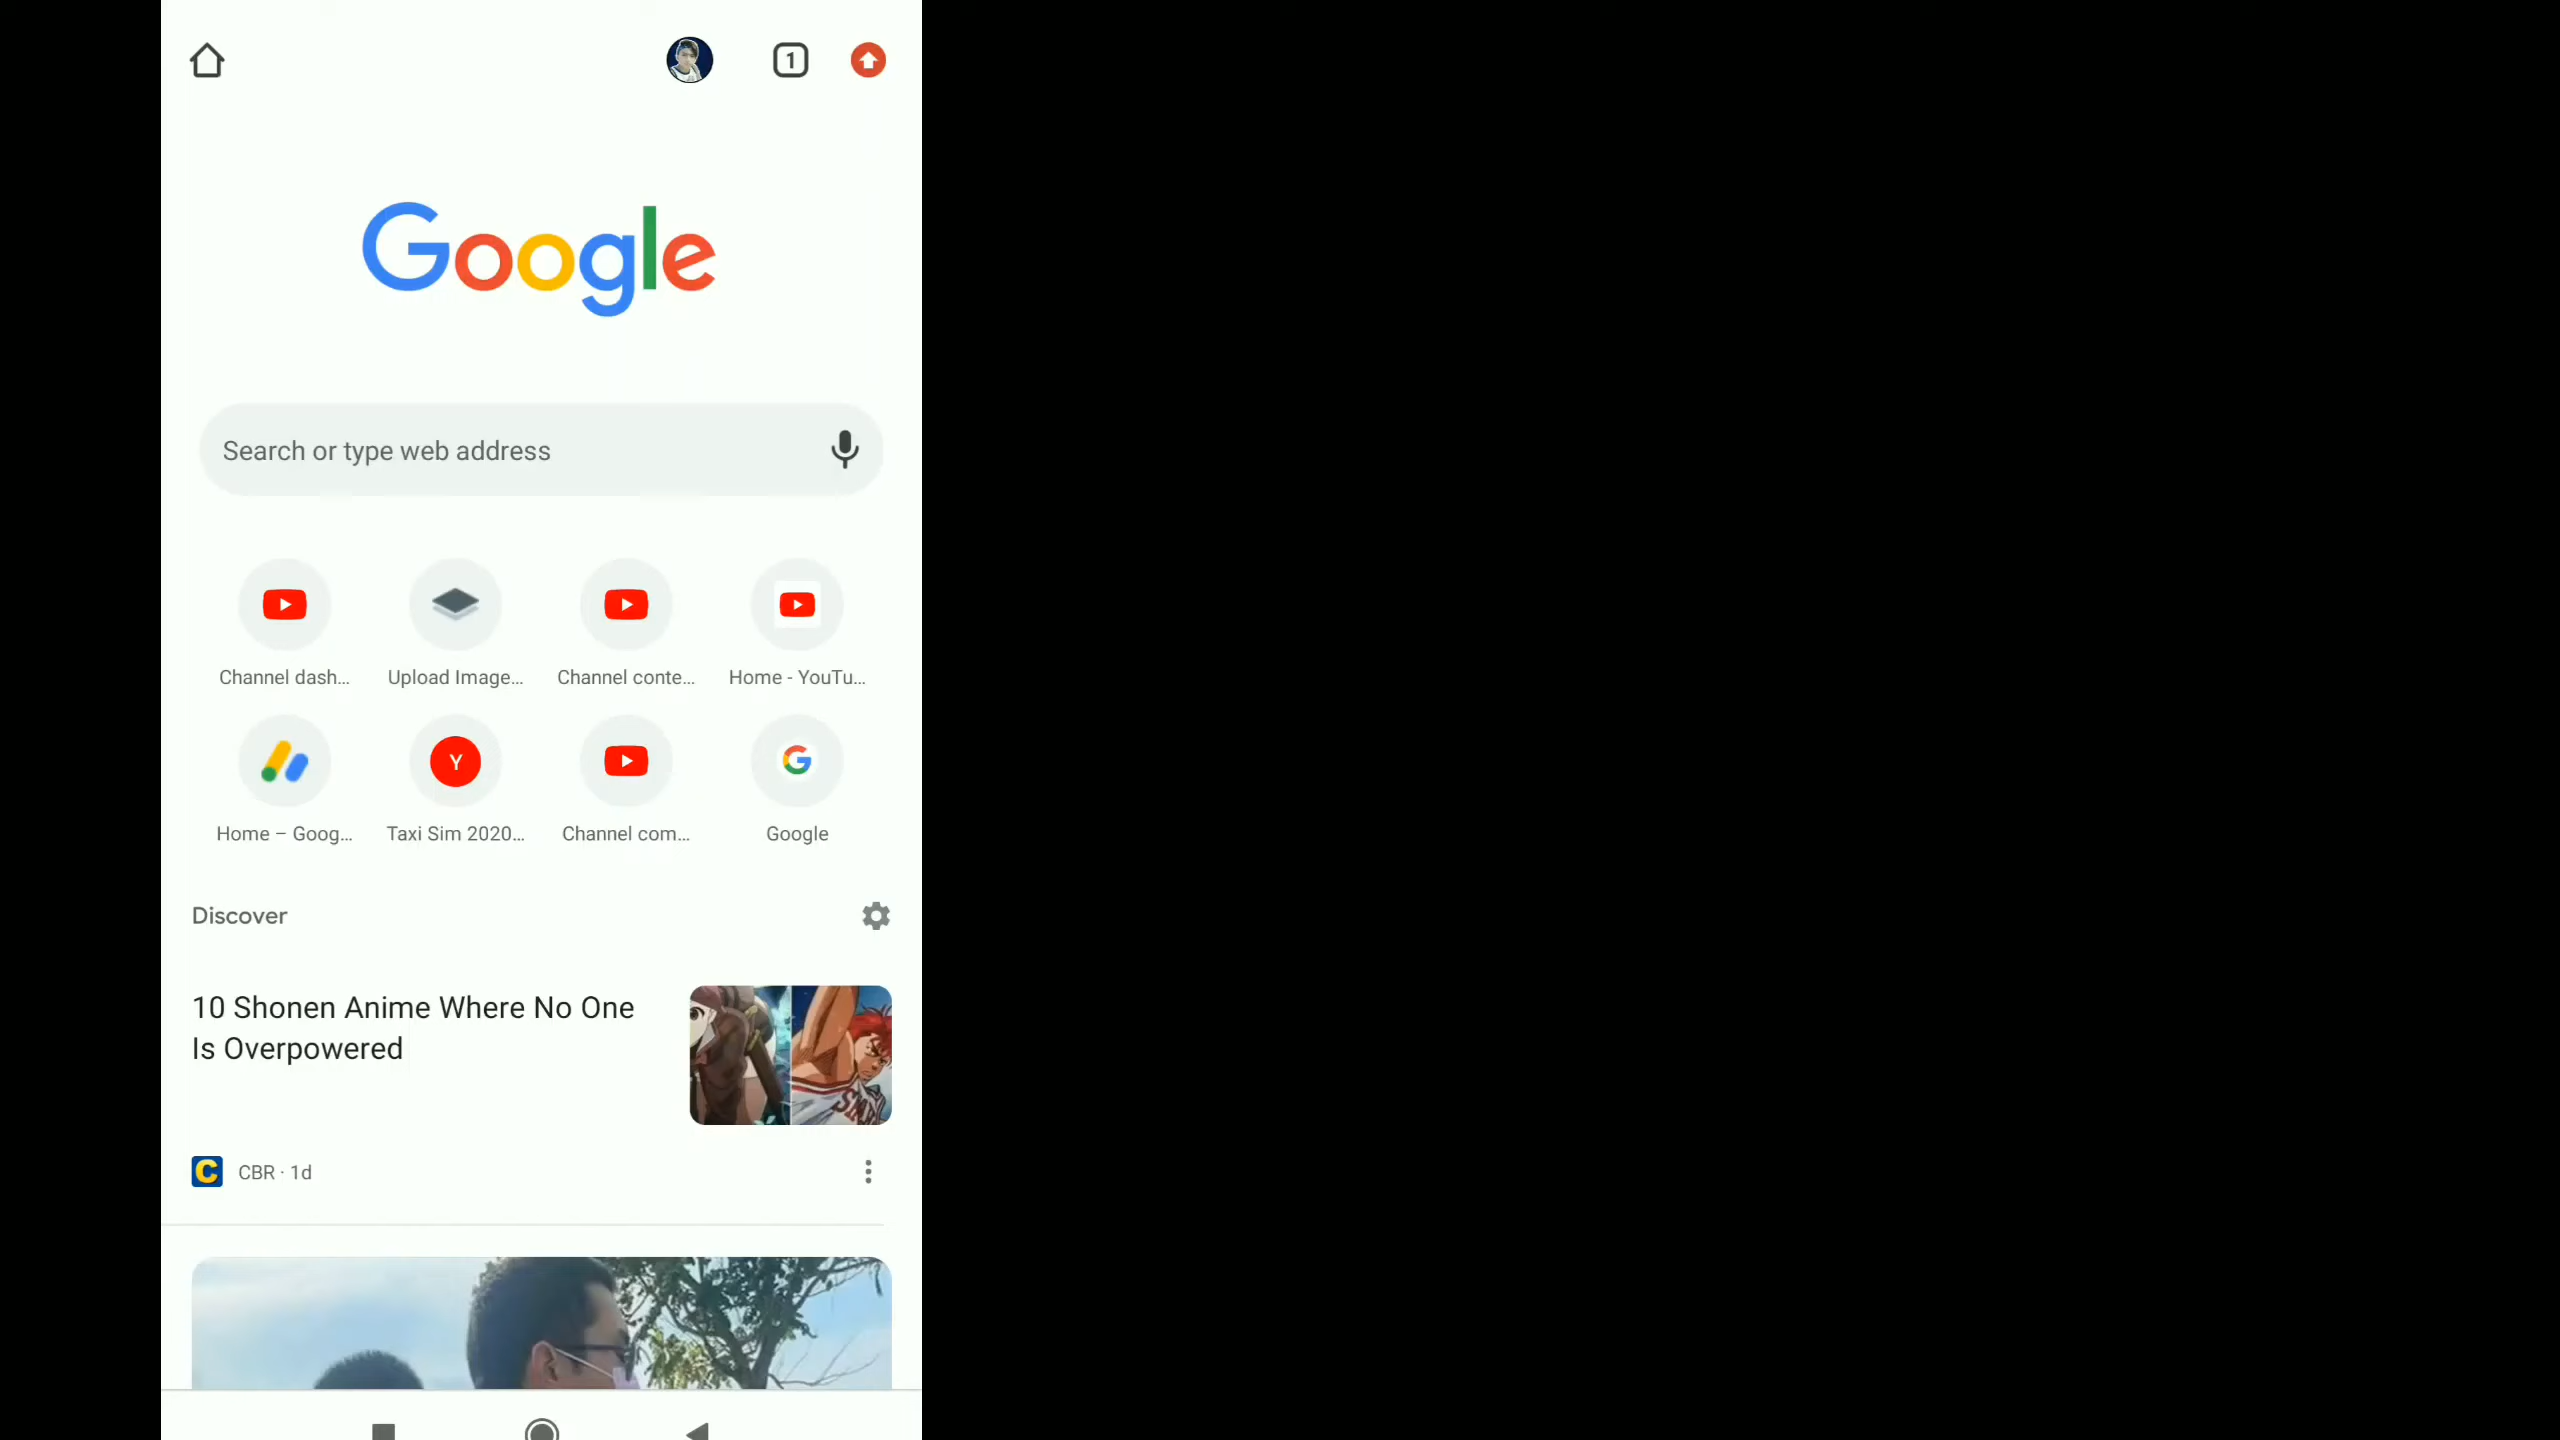 1
Google
Search or type web address
Channel dash...
Upload Image...
Channel conte...
Home - YouTu...
Y
Home – Goog...
Taxi Sim 2020...
Channel com...
Google
Discover
10 Shonen Anime Where No One
Is Overpowered
C CBR · 1d